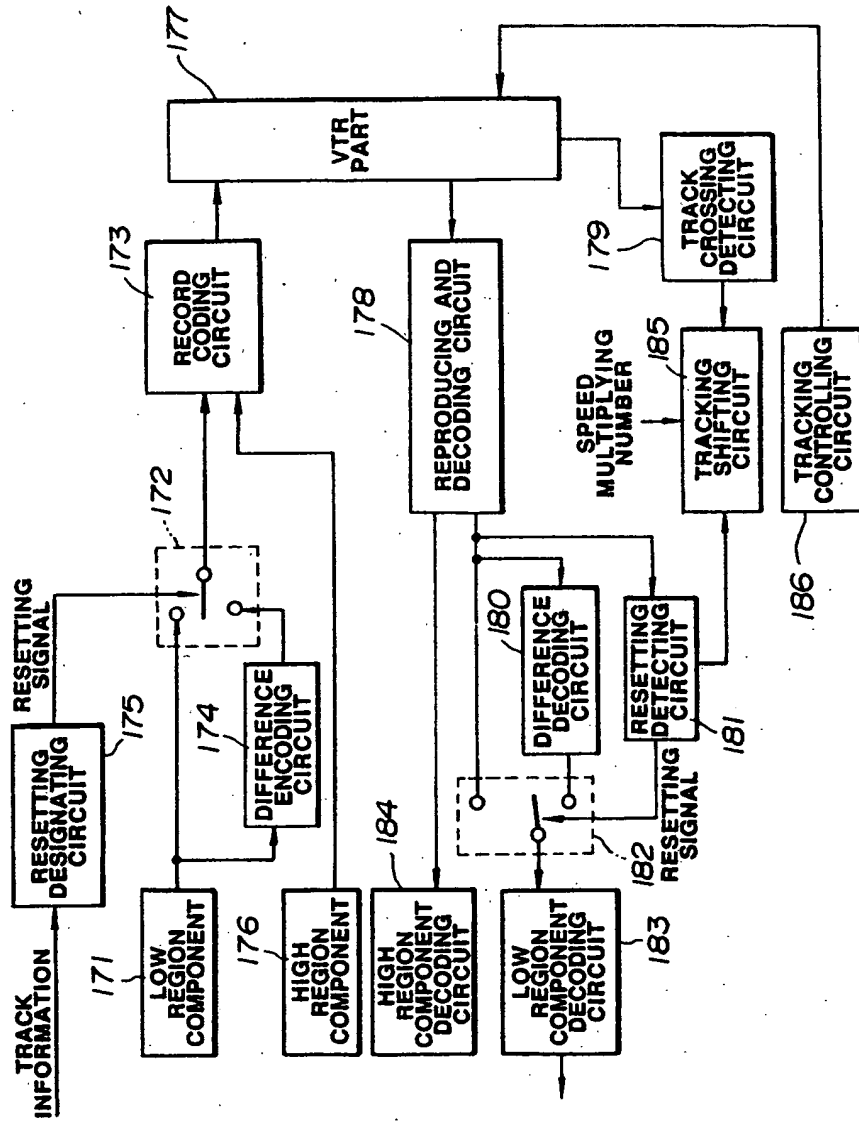 TRACK
INFORMATION
RESETTING
DESIGNATING
CIRCUIT
175
RESETTING
SIGNAL
172
173
RECORD
CODING
CIRCUIT
177
VTR
PART
171
LOW
REGION
COMPONENT
174
DIFFERENCE
ENCODING
CIRCUIT
176
HIGH
REGION
COMPONENT
184
HIGH REGION
COMPONENT
DECODING
CIRCUIT
178
REPRODUCING AND
DECODING CIRCUIT
180
DIFFERENCE
DECODING
CIRCUIT
182
RESETTING
SIGNAL
RESETTING
DETECTING
CIRCUIT
181
LOW
REGION
COMPONENT
DECODING
CIRCUIT
183
SPEED
MULTIPLYING
NUMBER
179
TRACK
CROSSING
DETECTING
CIRCUIT
185
TRACKING
SHIFTING
CIRCUIT
186
TRACKING
CONTROLLING
CIRCUIT